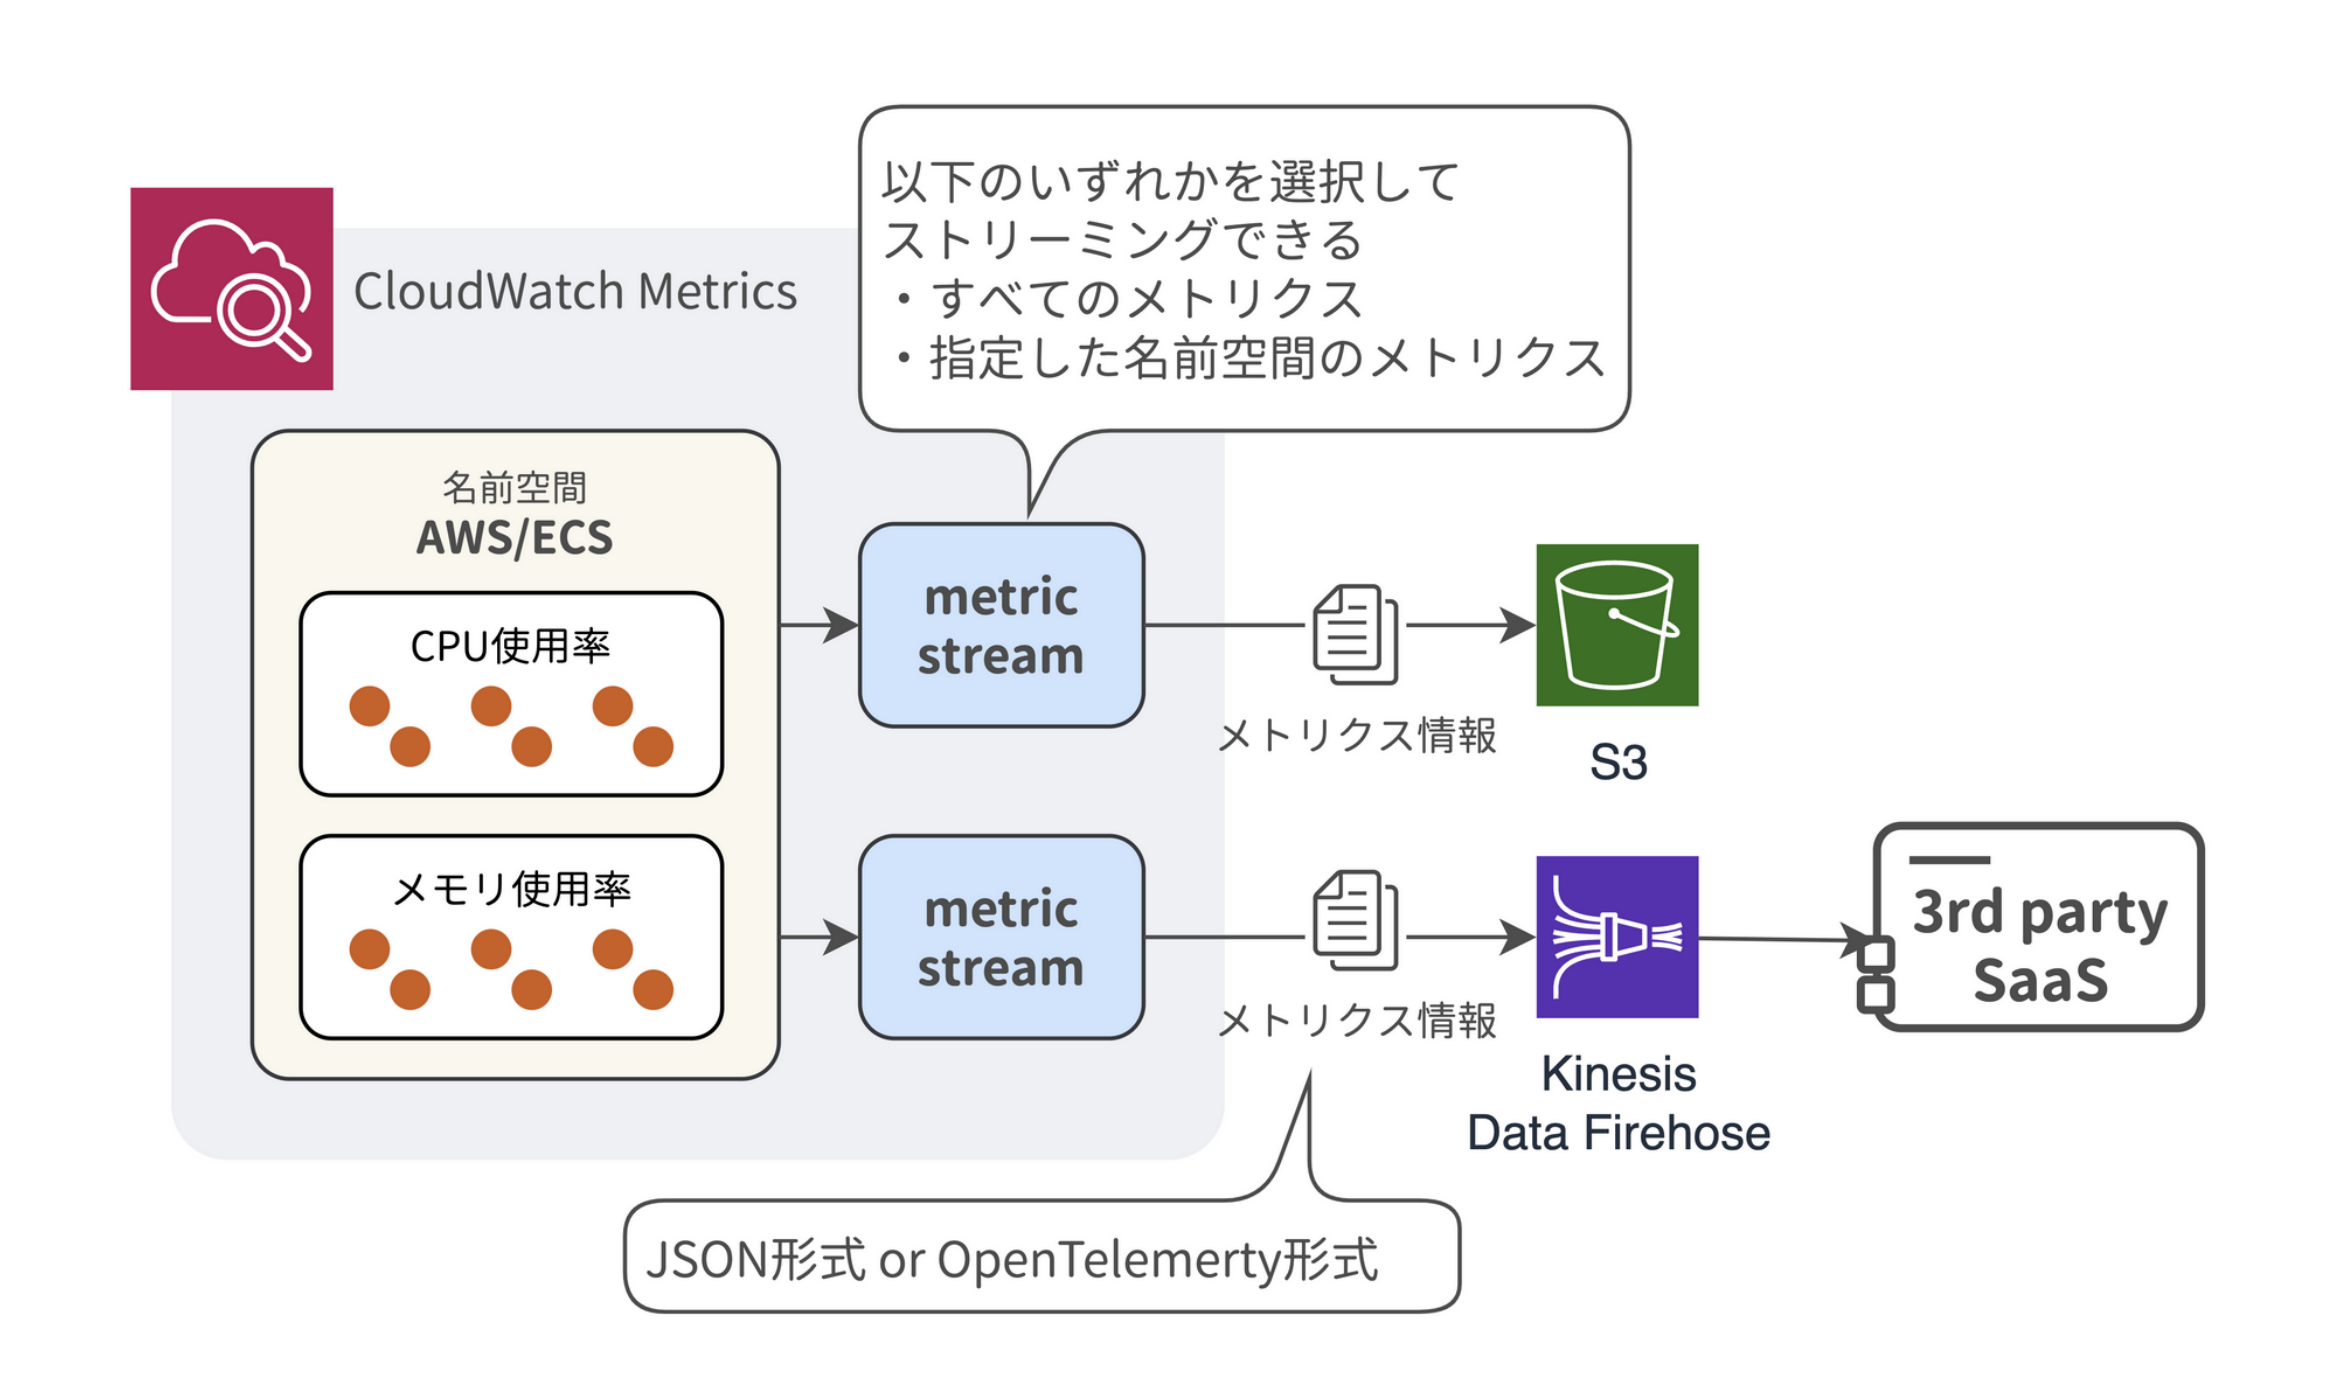 以下のいずれかを選択して
ストリーミングできる
・すべてのメトリクス
・指定した名前空間のメトリクス
CloudWatch Metrics
名前空間
AWS/ECS
CPU使用率
メモリ使用率
metric
stream
メトリクス情報
S3
metric
stream
メトリクス情報
Kinesis
Data Firehose
3rd party
SaaS
JSON形式 or OpenTelemerty形式